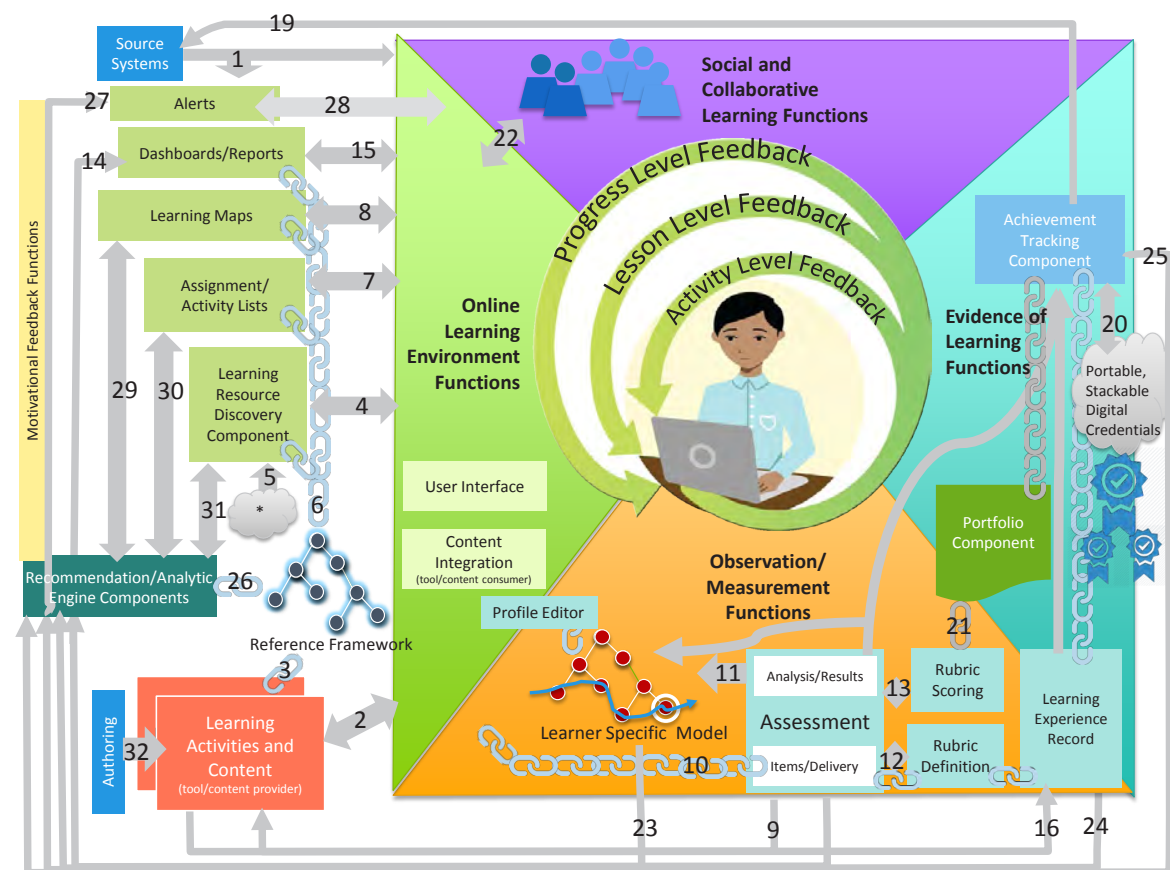 19
Source
Systems
1
27
Alerts
28
22
14
Dashboards/Reports
15
Learning Maps
8
7
Assignment/
Activity Lists
29
30
Learning
Resource
Discovery
Component
4
31
5
*
6
Motivational Feedback Functions
Recommendation/Analytic
Engine Components
26
Reference Framework
3
Authoring
32
Learning
Activities and
Content
(tool/content provider)
2
Social and
Collaborative
Learning Functions
Progress Level Feedback
Lesson Level Feedback
Activity Level Feedback
Online
Learning
Environment
Functions
User Interface
Content
Integration
(tool/content consumer)
Achievement
Tracking
Component
25
Evidence of
Learning
Functions
20
Portable,
Stackable
Digital
Credentials
Portfolio
Component
21
Observation/
Measurement
Functions
Profile Editor
Learner Specific Model
11
Analysis/Results
Assessment
Items/Delivery
10
13
12
Rubric
Scoring
Rubric
Definition
Learning
Experience
Record
23
9
16
24